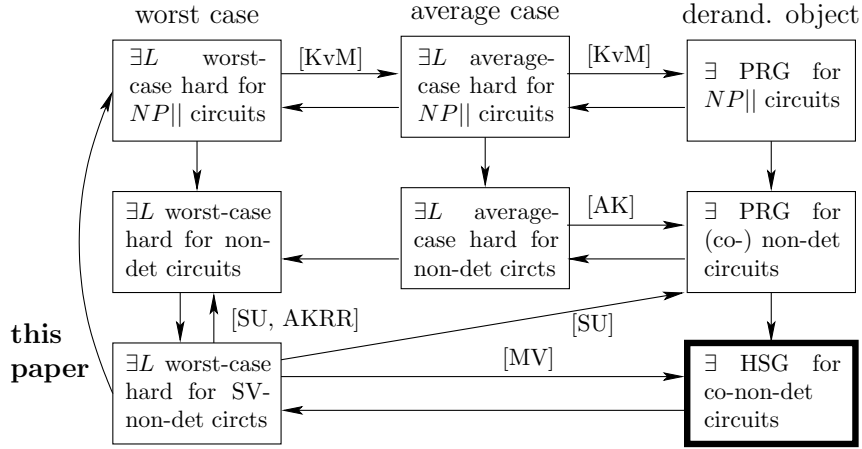 worst case
average case
derand. object
∃L worst-
case hard for
NP|| circuits
[KvM]
∃L average-
case hard for
NP|| circuits
[KvM]
∃ PRG for
NP|| circuits
∃L worst-case
hard for non-
det circuits
∃L average-
case hard for
non-det circts
[AK]
∃ PRG for
(co-) non-det
circuits
[SU, AKRR]
[SU]
this
paper
∃L worst-case
hard for SV-
non-det circts
[MV]
∃ HSG for
co-non-det
circuits